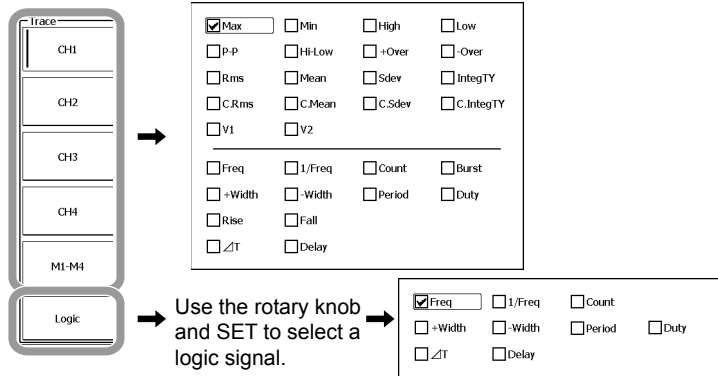 Trace
CH1
CH2
CH3
CH4
M1-M4
Logic
Max Min High Low
P-P Hi-Low +Over -Over
Rms Mean Sdev IntegTY
C.Rms C.Mean C.Sdev C.IntegTY
V1 V2
Freq 1/Freq Count Burst
+Width -Width Period Duty
Rise Fall
⊿T Delay
Use the rotary knob
and SET to select a
logic signal.
Freq 1/Freq Count
+Width -Width Period Duty
⊿T Delay